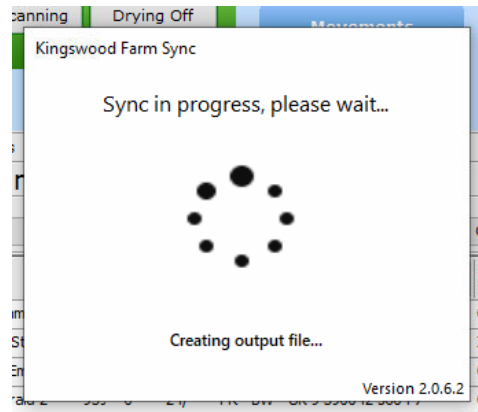 Drying Off
Movements
Kingswood Farm Sync
Sync in progress, please wait...
Creating output file...
Version 2.0.6.2